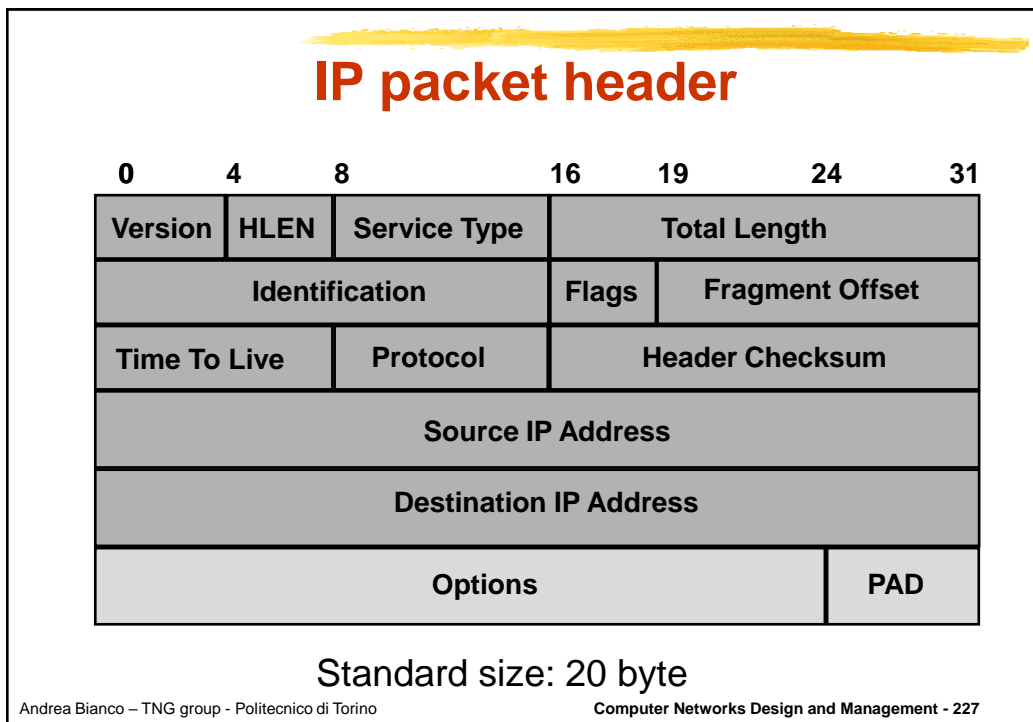 IP packet header
0 4 8 16 19 24 31
Version HLEN Service Type Total Length
Identification Flags Fragment Offset
Time To Live Protocol Header Checksum
Source IP Address
Destination IP Address
Options PAD
Standard size: 20 byte
Andrea Bianco – TNG group - Politecnico di Torino Computer Networks Design and Management - 227